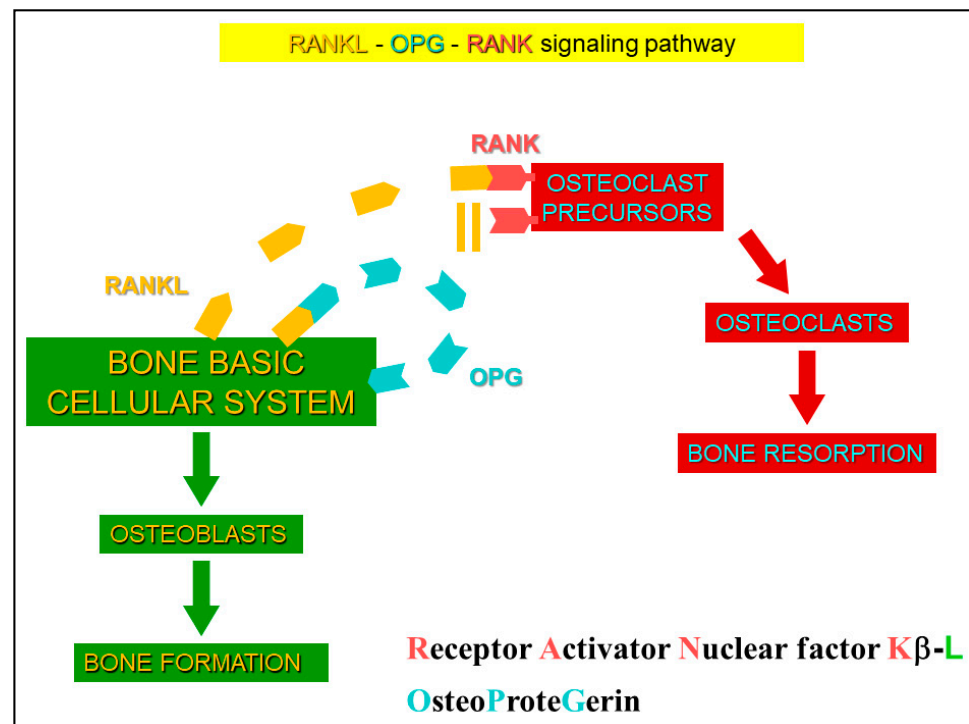 RANKL - OPG - RANK signaling pathway
RANK
OSTEOCLAST
PRECURSORS
RANKL
OSTEOCLASTS
BONE BASIC
CELLULAR SYSTEM
OPG
BONE RESORPTION
OSTEOBLASTS
BONE FORMATION
Receptor Activator Nuclear factor Kβ-L
OsteoProteGerin